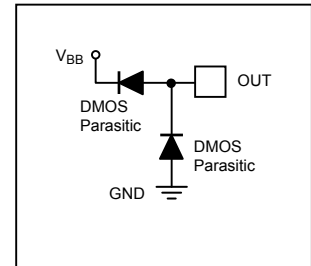 VBB
OUT
DMOS
Parasitic
DMOS
Parasitic
GND